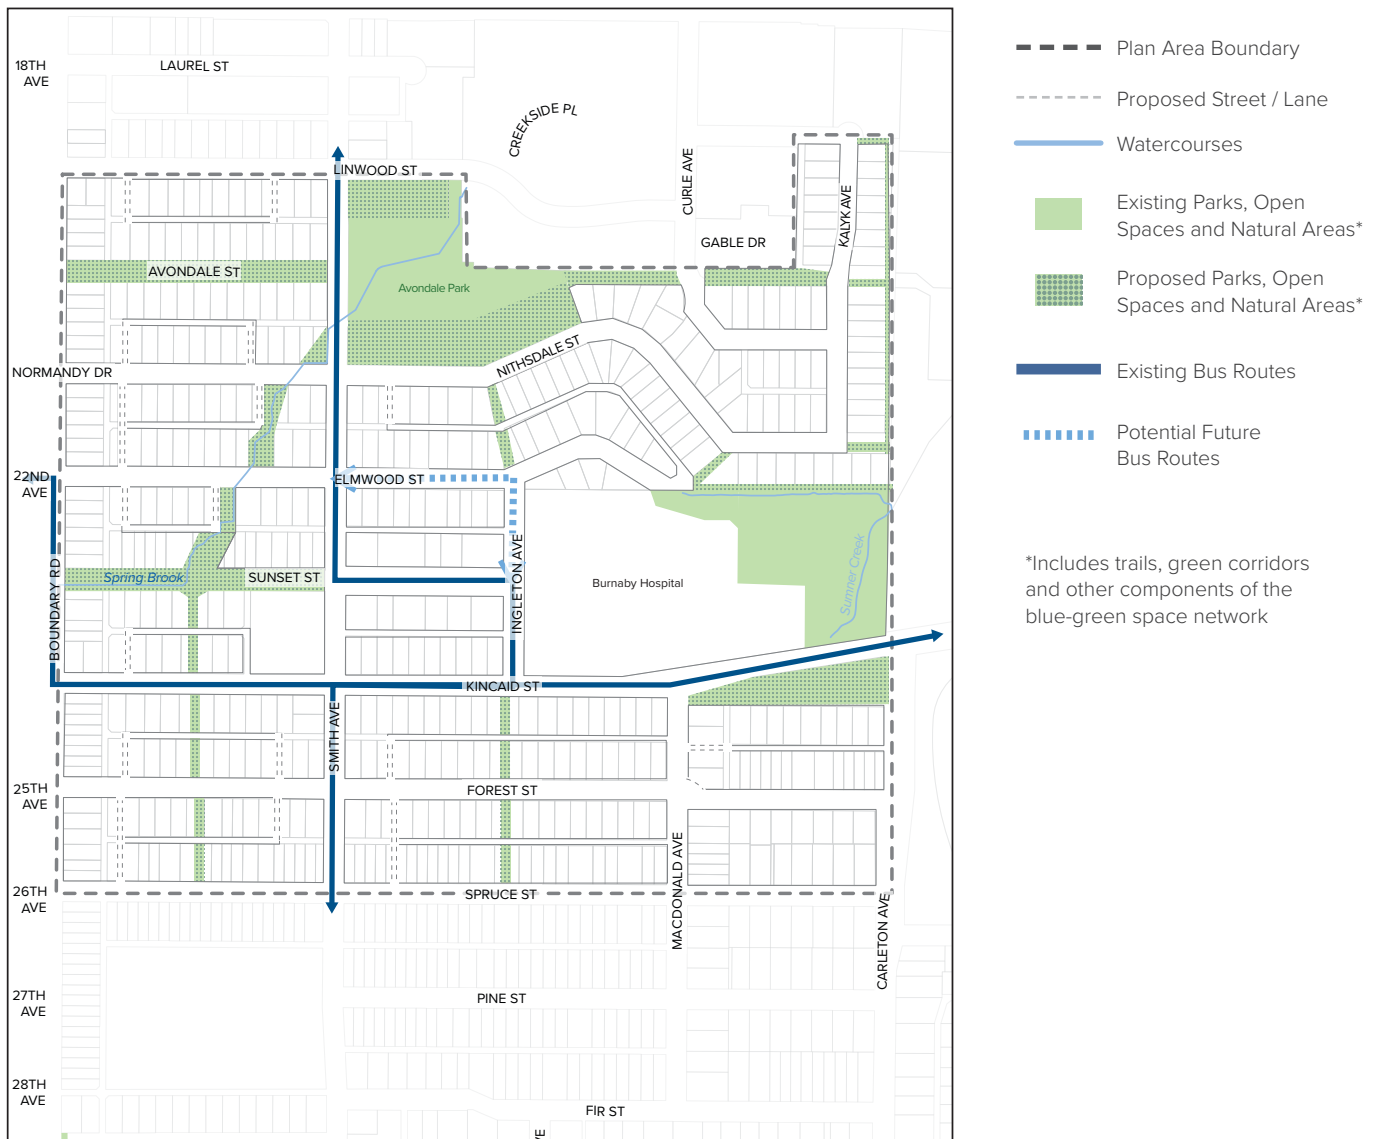 18TH
AVE
LAUREL ST
CREEKSIDE PL
LINWOOD ST
CURLE AVE
KALYK AVE
GABLE DR
AVONDALE ST
Avondale Park
NITHSDALE ST
NORMANDY DR
22ND
AVE
ELMWOOD ST
BOUNDARY RD
Spring Brook
SUNSET ST
INGLETON AVE
Burnaby Hospital
Sumner Creek
KINCAID ST
SMITH AVE
25TH
AVE
FOREST ST
MACDONALD AVE
26TH
AVE
SPRUCE ST
CARLETON AVE
27TH
AVE
PINE ST
28TH
AVE
FIR ST
VE
Plan Area Boundary
Proposed Street / Lane
Watercourses
Existing Parks, Open
Spaces and Natural Areas*
Proposed Parks, Open
Spaces and Natural Areas*
Existing Bus Routes
Potential Future
Bus Routes
*Includes trails, green corridors
and other components of the
blue-green space network